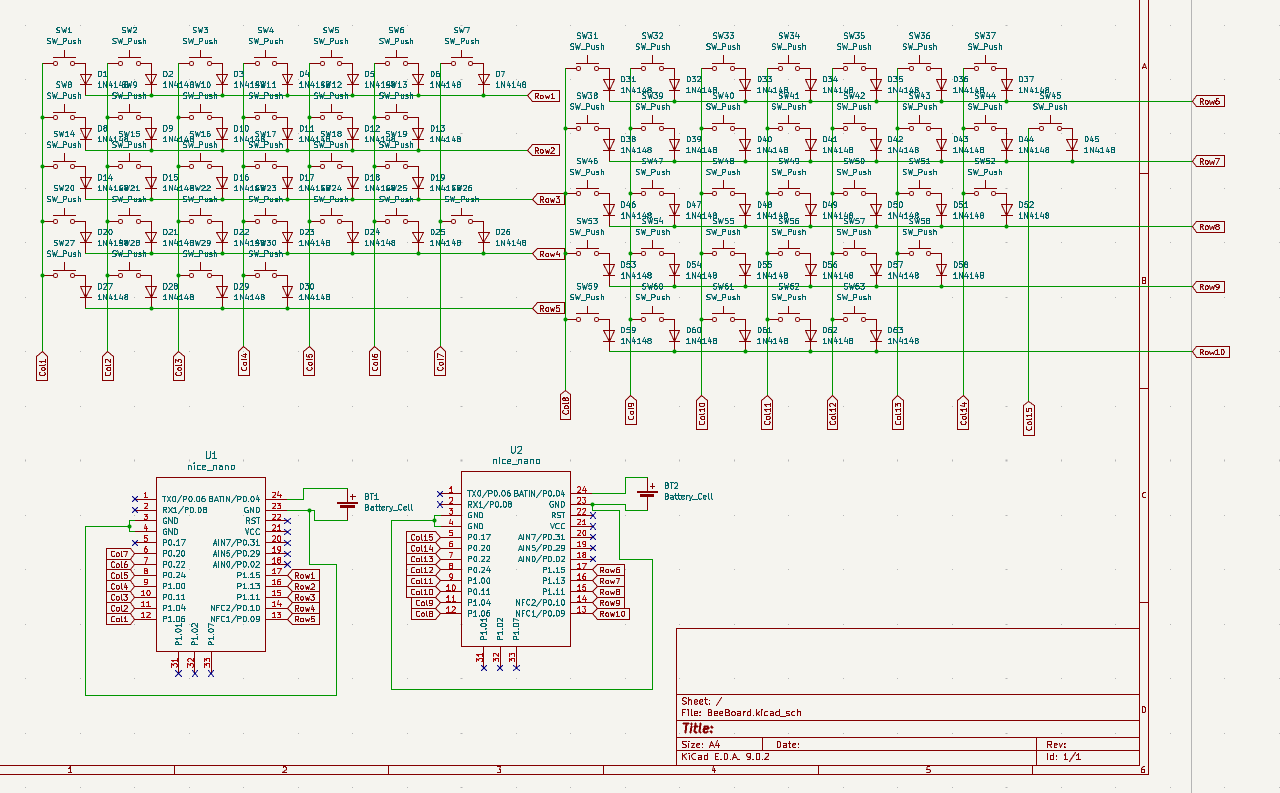 SW1 SW2 SW3 SW4 SW5 SW6 SW7
SW_Push SW_Push SW_Push SW_Push SW_Push SW_Push SW_Push
D1 D2 D3 D4 D5 D6 D7
1N4148 1N4148 1N4148 1N4148 1N4148 1N4148 1N4148
SW8 SW9 SW10 SW11 SW12 SW13
SW_Push SW_Push SW_Push SW_Push SW_Push SW_Push
Row1
D8 D9 D10 D11 D12 D13
1N4148 1N4148 1N4148 1N4148 1N4148 1N4148
SW14 SW15 SW16 SW17 SW18 SW19
SW_Push SW_Push SW_Push SW_Push SW_Push SW_Push
Row2
D14 D15 D16 D17 D18 D19
1N4148 1N4148 1N4148 1N4148 1N4148 1N4148
SW20 SW21 SW22 SW23 SW24 SW25 SW26
SW_Push SW_Push SW_Push SW_Push SW_Push SW_Push SW_Push
Row3
D20 D21 D22 D23 D24 D25 D26
1N4148 1N4148 1N4148 1N4148 1N4148 1N4148 1N4148
SW27 SW28 SW29 SW30
SW_Push SW_Push SW_Push SW_Push
Row4
D27 D28 D29 D30
1N4148 1N4148 1N4148 1N4148
Row5
Col1 Col2 Col3 Col4 Col5 Col6 Col7
SW31 SW32 SW33 SW34 SW35 SW36 SW37
SW_Push SW_Push SW_Push SW_Push SW_Push SW_Push SW_Push
D31 D32 D33 D34 D35 D36 D37
1N4148 1N4148 1N4148 1N4148 1N4148 1N4148 1N4148
SW38 SW39 SW40 SW41 SW42 SW43 SW44 SW45
SW_Push SW_Push SW_Push SW_Push SW_Push SW_Push SW_Push SW_Push
Row6
D38 D39 D40 D41 D42 D43 D44 D45
1N4148 1N4148 1N4148 1N4148 1N4148 1N4148 1N4148 1N4148
SW46 SW47 SW48 SW49 SW50 SW51 SW52
SW_Push SW_Push SW_Push SW_Push SW_Push SW_Push SW_Push
Row7
D46 D47 D48 D49 D50 D51 D52
1N4148 1N4148 1N4148 1N4148 1N4148 1N4148 1N4148
SW53 SW54 SW55 SW56 SW57 SW58
SW_Push SW_Push SW_Push SW_Push SW_Push SW_Push
Row8
D53 D54 D55 D56 D57 D58
1N4148 1N4148 1N4148 1N4148 1N4148 1N4148
SW59 SW60 SW61 SW62 SW63
SW_Push SW_Push SW_Push SW_Push SW_Push
Row9
D59 D60 D61 D62 D63
1N4148 1N4148 1N4148 1N4148 1N4148
Row10
Col8 Col9 Col10 Col11 Col12 Col13 Col14 Col15
U1
nice_nano
1 TX0/P0.06 BATIN/P0.04 24
2 RX1/P0.08 GND 23
3 GND RST 22
4 GND VCC 21
5 P0.17 AIN7/P0.31 20
Col7 6 P0.20 AIN5/P0.29 19
Col6 7 P0.22 AIN0/P0.02 18
Col5 8 P0.24 P1.15 17 Row1
Col4 9 P1.00 P1.13 16 Row2
Col3 10 P0.11 P1.11 15 Row3
Col2 11 P1.04 NFC2/P0.10 14 Row4
Col1 12 P1.06 NFC1/P0.09 13 Row5
P1.01 P1.02 P1.07
31 32 33
BT1
Battery_Cell
U2
nice_nano
1 TX0/P0.06 BATIN/P0.04 24
2 RX1/P0.08 GND 23
3 GND RST 22
4 GND VCC 21
Col15 5 P0.17 AIN7/P0.31 20
Col14 6 P0.20 AIN5/P0.29 19
Col13 7 P0.22 AIN0/P0.02 18
Col12 8 P0.24 P1.15 17 Row6
Col11 9 P1.00 P1.13 16 Row7
Col10 10 P0.11 P1.11 15 Row8
Col9 11 P1.04 NFC2/P0.10 14 Row9
Col8 12 P1.06 NFC1/P0.09 13 Row10
P1.01 P1.02 P1.07
31 32 33
BT2
Battery_Cell
A
B
C
D
Sheet: /
File: BeeBoard.kicad_sch
Title:
Size: A4 Date: Rev:
KiCad E.D.A. 9.0.2 Id: 1/1
1 2 3 4 5 6